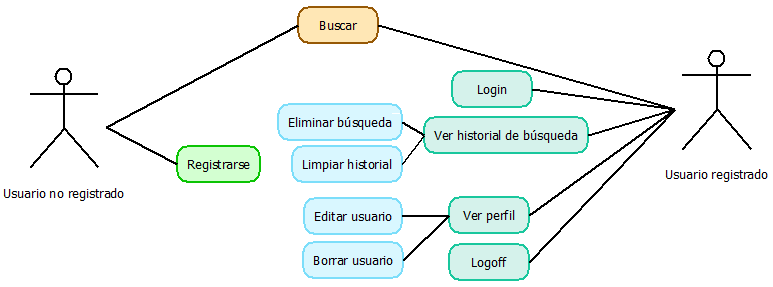 Buscar
Login
Eliminar búsqueda
Ver historial de búsqueda
Limpiar historial
Registrarse
Usuario no registrado
Usuario registrado
Editar usuario
Ver perfil
Borrar usuario
Logoff